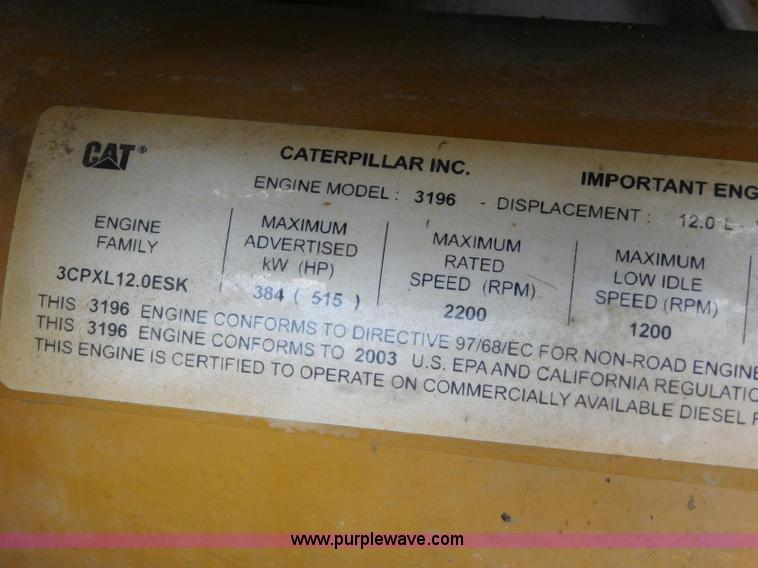 CAT®
CATERPILLAR INC.
IMPORTANT ENG
ENGINE MODEL : 3196 - DISPLACEMENT : 12.0 L
ENGINE FAMILY
3CPXL12.0ESK
MAXIMUM
ADVERTISED
kW (HP)
384 ( 515 )
MAXIMUM
RATED
SPEED (RPM)
2200
MAXIMUM
LOW IDLE
SPEED (RPM)
1200
THIS 3196 ENGINE CONFORMS TO DIRECTIVE 97/68/EC FOR NON-ROAD ENGINE
THIS 3196 ENGINE CONFORMS TO 2003 U.S. EPA AND CALIFORNIA REGULATIO
THIS ENGINE IS CERTIFIED TO OPERATE ON COMMERCIALLY AVAILABLE DIESEL F
www.purplewave.com